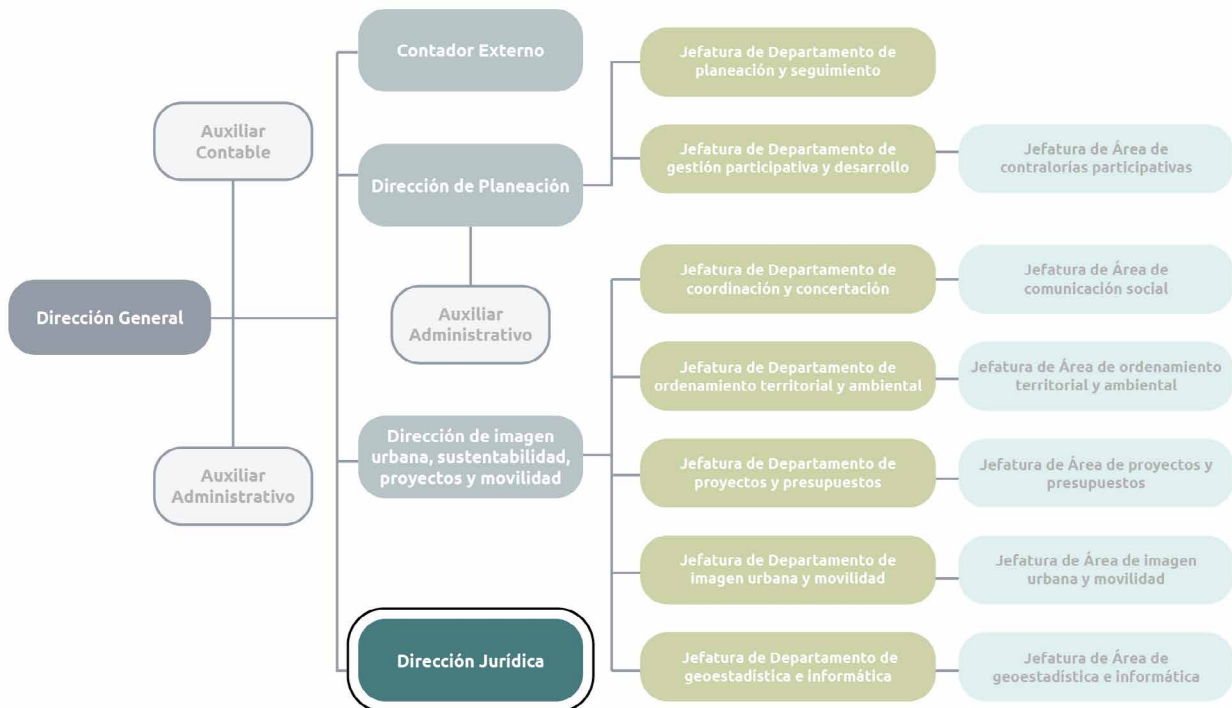 Contador Externo
Jefatura de Departamento de
planeación y seguimiento
Auxiliar
Contable
Jefatura de Departamento de
gestión participativa y desarrollo
Jefatura de Área de
contralorías participativas
Dirección de Planeación
Jefatura de Departamento de
coordinación y concertación
Jefatura de Área de
comunicación social
Dirección General
Auxiliar
Administrativo
Jefatura de Departamento de
ordenamiento territorial y ambiental
Jefatura de Área de ordenamiento
territorial y ambiental
Dirección de imagen
urbana, sustentabilidad,
proyectos y movilidad
Auxiliar
Administrativo
Jefatura de Departamento de
proyectos y presupuestos
Jefatura de Área de proyectos y
presupuestos
Jefatura de Departamento de
imagen urbana y movilidad
Jefatura de Área de imagen
urbana y movilidad
Dirección Jurídica
Jefatura de Departamento de
geoestadística e informática
Jefatura de Área de
geoestadística e informática